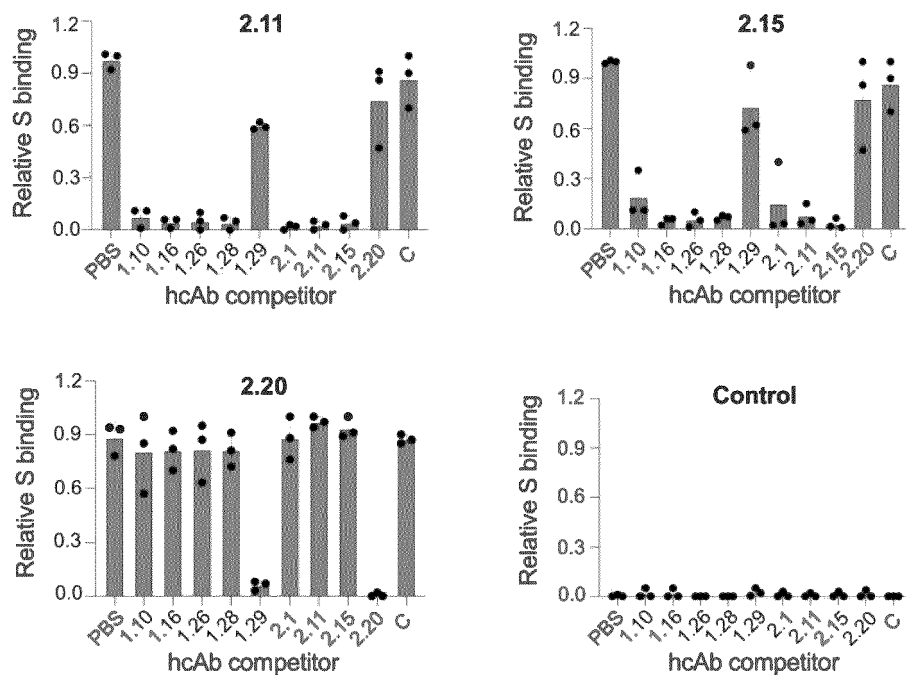 2.11
Relative S binding
1.2
0.9
0.6
0.3
0.0
PBS 1.10 1.16 1.26 1.28 1.29 2.1 2.11 2.15 2.20 C
hcAb competitor
2.15
Relative S binding
1.2
0.9
0.6
0.3
0.0
PBS 1.10 1.16 1.26 1.28 1.29 2.1 2.11 2.15 2.20 C
hcAb competitor
2.20
Relative S binding
1.2
0.9
0.6
0.3
0.0
PBS 1.10 1.16 1.26 1.28 1.29 2.1 2.11 2.15 2.20 C
hcAb competitor
Control
Relative S binding
1.2
0.9
0.6
0.3
0.0
PBS 1.10 1.16 1.26 1.28 1.29 2.1 2.11 2.15 2.20 C
hcAb competitor